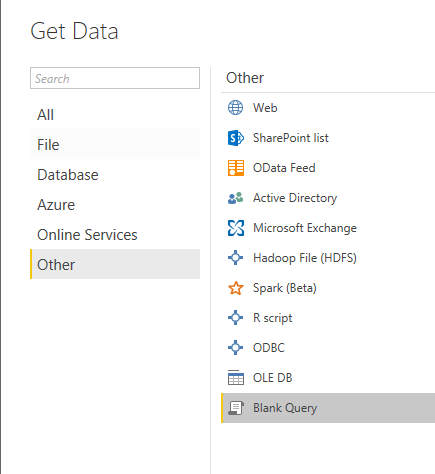 Get Data
Search
All
File
Database
Azure
Online Services
Other
Other
Web
SharePoint list
OData Feed
Active Directory
Microsoft Exchange
Hadoop File (HDFS)
Spark (Beta)
R script
ODBC
OLE DB
Blank Query